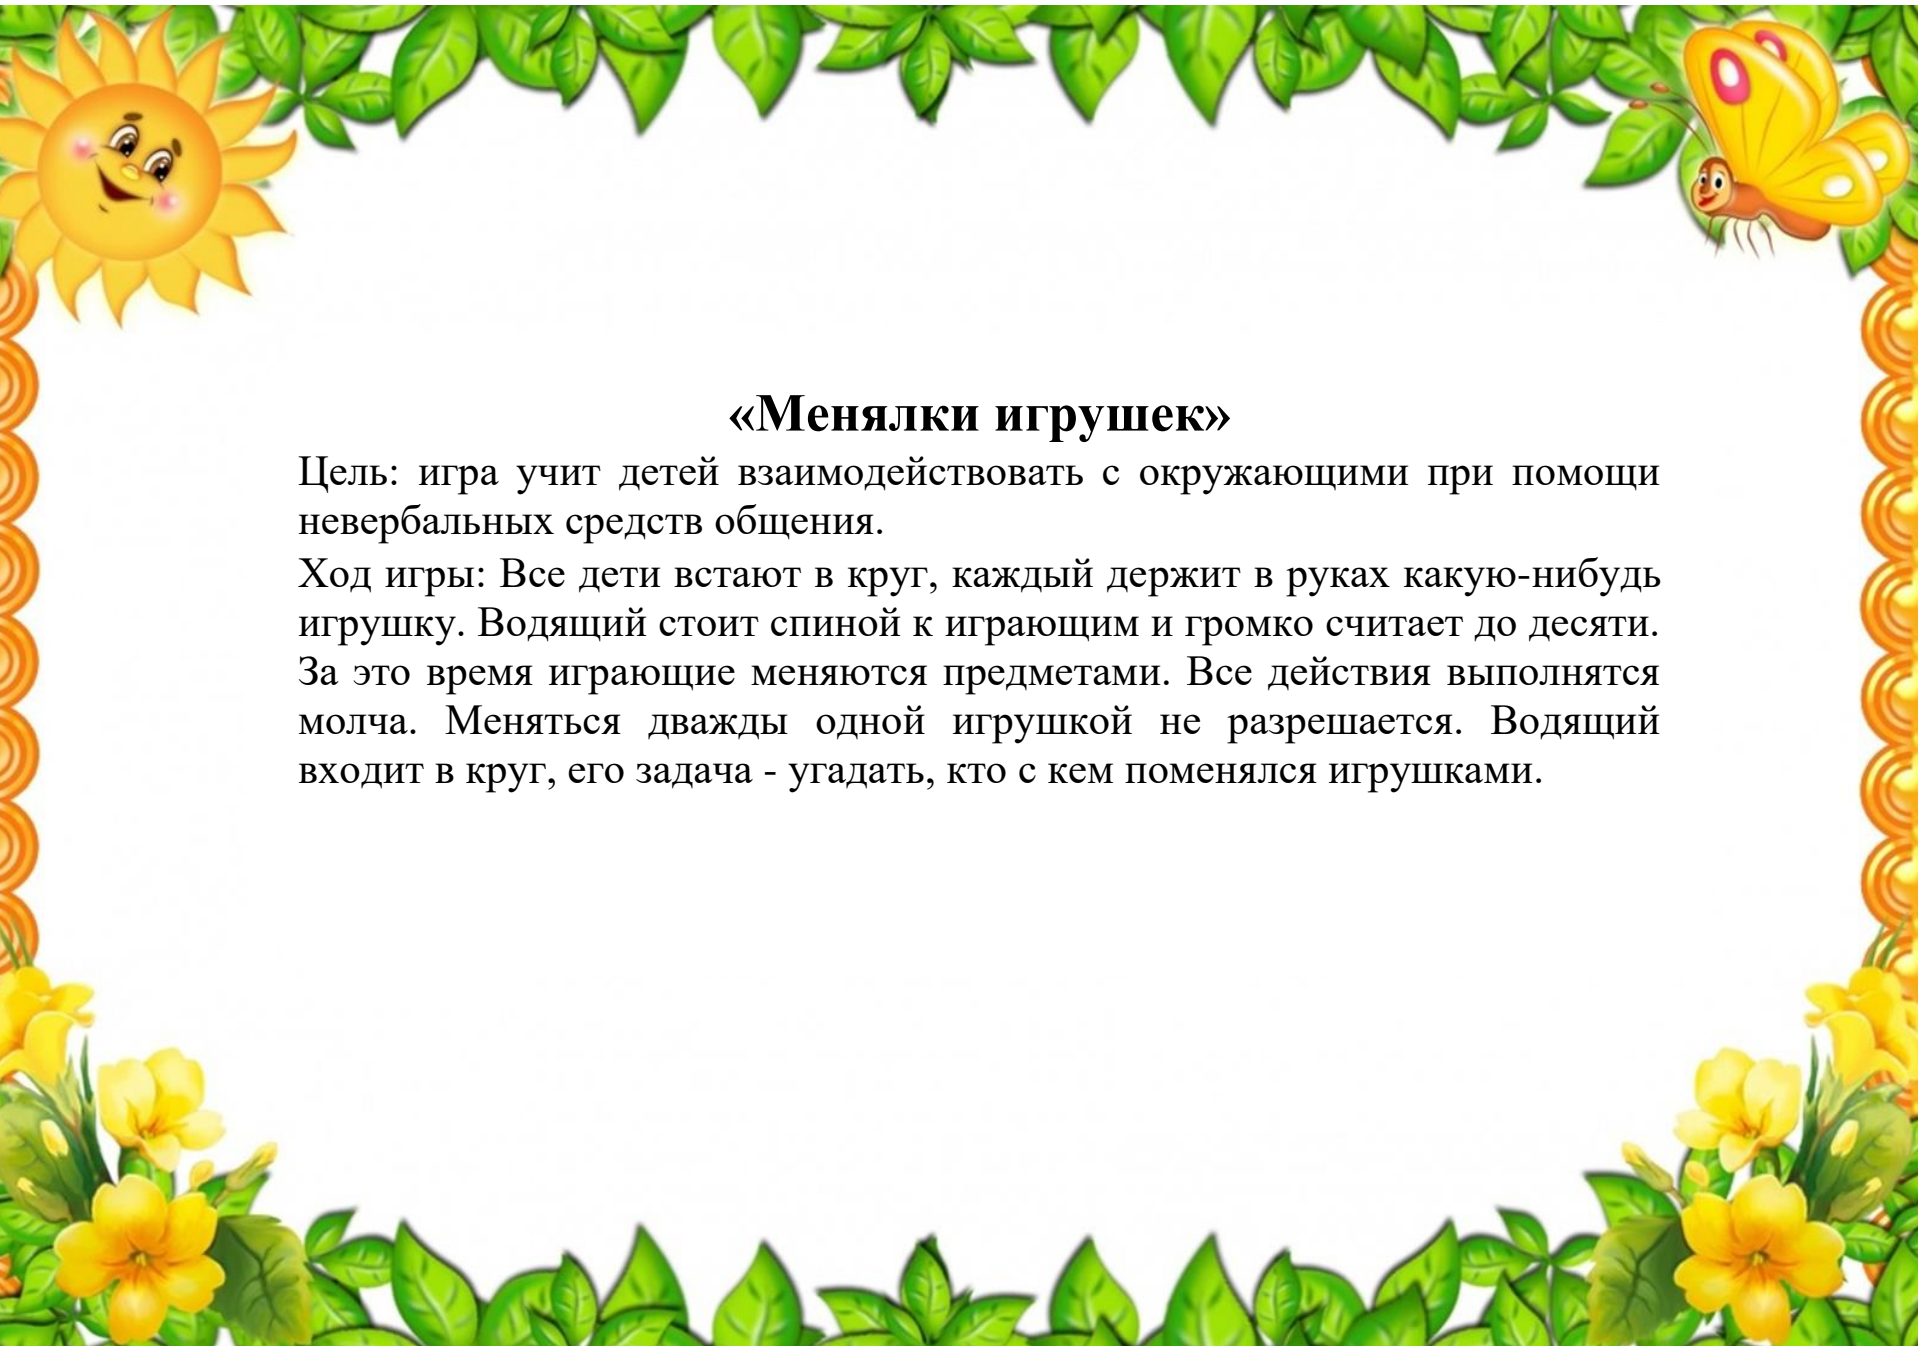 «Менялки игрушек»
Цель: игра учит детей взаимодействовать с окружающими при помощи
невербальных средств общения.
Ход игры: Все дети встают в круг, каждый держит в руках какую-нибудь
игрушку. Водящий стоит спиной к играющим и громко считает до десяти.
За это время играющие меняются предметами. Все действия выполнятся
молча. Меняться дважды одной игрушкой не разрешается. Водящий
входит в круг, его задача - угадать, кто с кем поменялся игрушками.